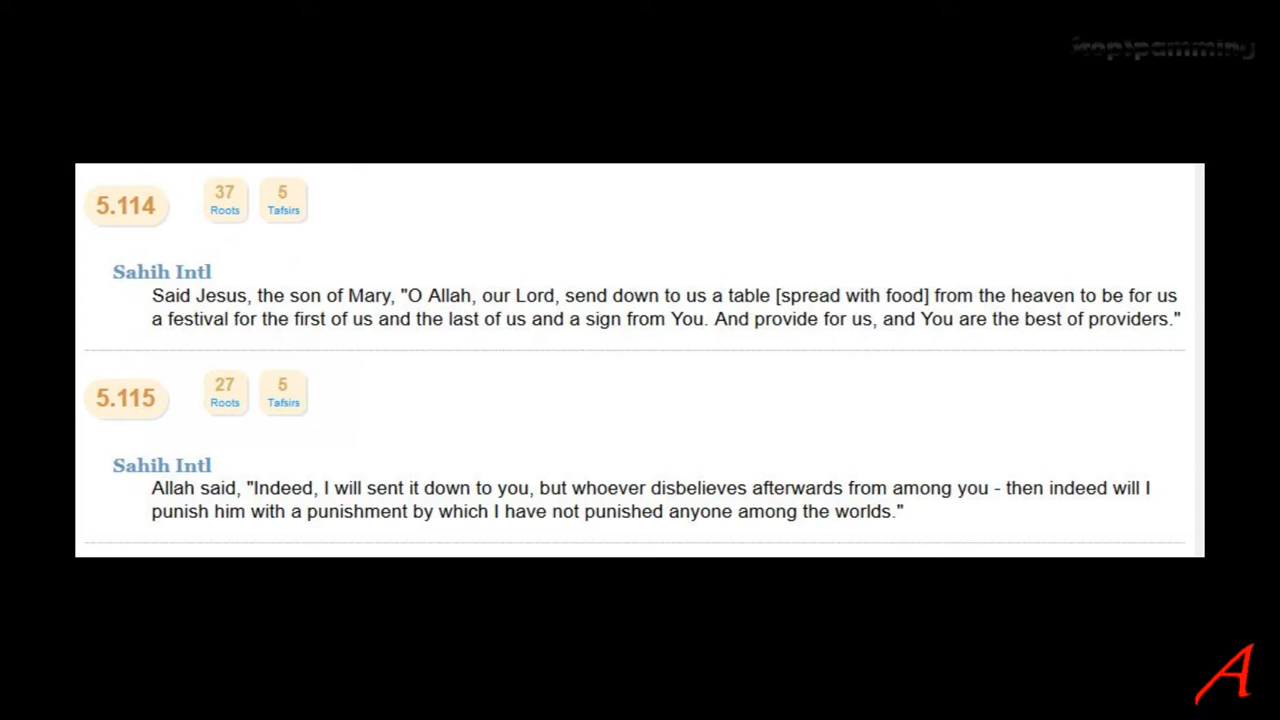 StopSpamming
5.114
37
Roots
5
Tafsirs
Sahih Intl
Said Jesus, the son of Mary, "O Allah, our Lord, send down to us a table [spread with food] from the heaven to be for us
a festival for the first of us and the last of us and a sign from You. And provide for us, and You are the best of providers."
5.115
27
Roots
5
Tafsirs
Sahih Intl
Allah said, "Indeed, I will sent it down to you, but whoever disbelieves afterwards from among you - then indeed will I
punish him with a punishment by which I have not punished anyone among the worlds."
A